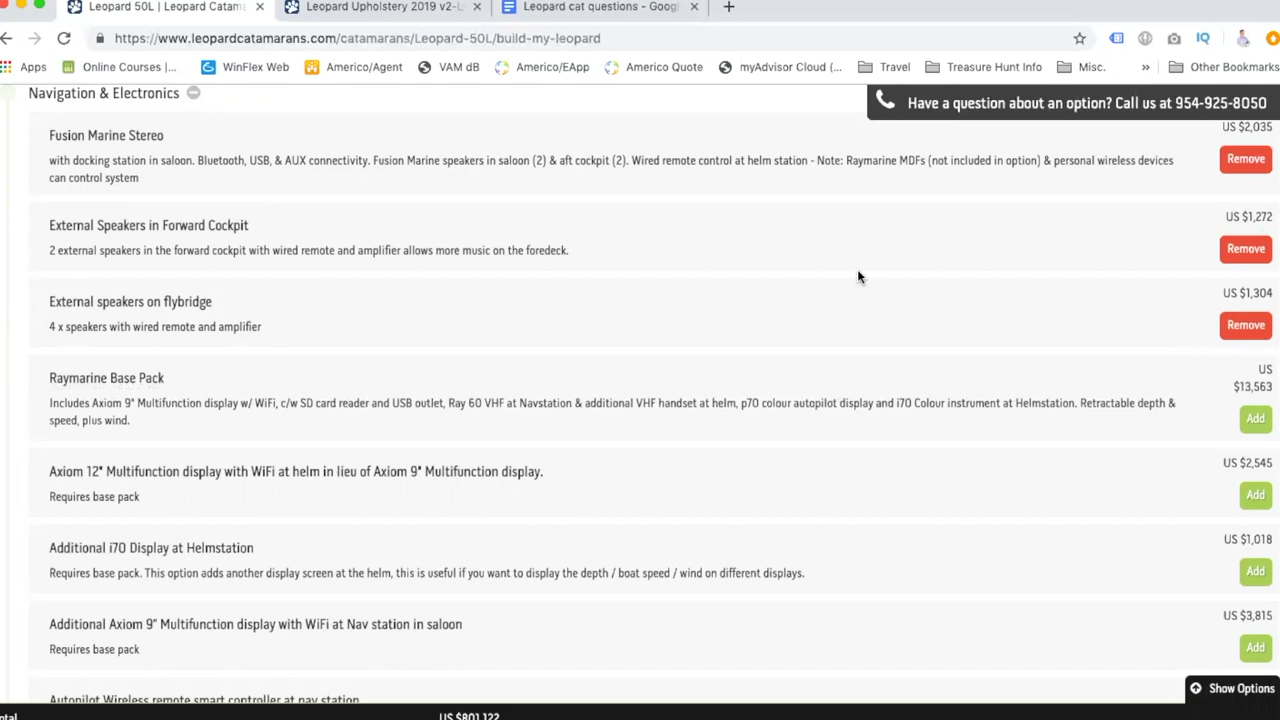 Leopard 50L | Leopard Catam
Leopard Upholstery 2019 v2-L
Leopard cat questions - Goog
https://www.leopardcatamarans.com/catamarans/Leopard-50L/build-my-leopard
Apps
Online Courses |...
WinFlex Web
Americo/Agent
VAM dB
Americo/EApp
Americo Quote
myAdvisor Cloud (...
Travel
Treasure Hunt Info
Misc.
»
Other Bookmarks
Navigation & Electronics
Have a question about an option? Call us at 954-925-8050
Fusion Marine Stereo
US $2,035
with docking station in saloon. Bluetooth, USB, & AUX connectivity. Fusion Marine speakers in saloon (2) & aft cockpit (2). Wired remote control at helm station - Note: Raymarine MDFs (not included in option) & personal wireless devices
can control system
Remove
External Speakers in Forward Cockpit
US $1,272
2 external speakers in the forward cockpit with wired remote and amplifier allows more music on the foredeck.
Remove
External speakers on flybridge
US $1,304
4 x speakers with wired remote and amplifier
Remove
Raymarine Base Pack
US
$13,563
Includes Axiom 9" Multifunction display w/ WiFi, c/w SD card reader and USB outlet, Ray 60 VHF at Navstation & additional VHF handset at helm, p70 colour autopilot display and i70 Colour instrument at Helmstation. Retractable depth &
speed, plus wind.
Add
Axiom 12" Multifunction display with WiFi at helm in lieu of Axiom 9" Multifunction display.
US $2,545
Requires base pack
Add
Additional i70 Display at Helmstation
US $1,018
Requires base pack. This option adds another display screen at the helm, this is useful if you want to display the depth / boat speed / wind on different displays.
Add
Additional Axiom 9" Multifunction display with WiFi at Nav station in saloon
US $3,815
Requires base pack
Add
Autopilot Wireless remote smart controller at nav station
Show Options
otal
US $801,122